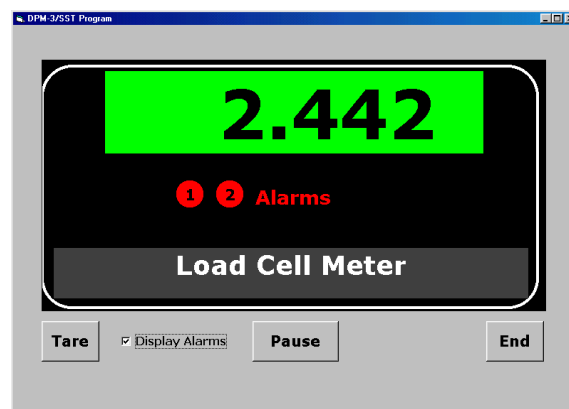 DPM-3/SST Program
2.442
1 2 Alarms
Load Cell Meter
Tare Display Alarms Pause End